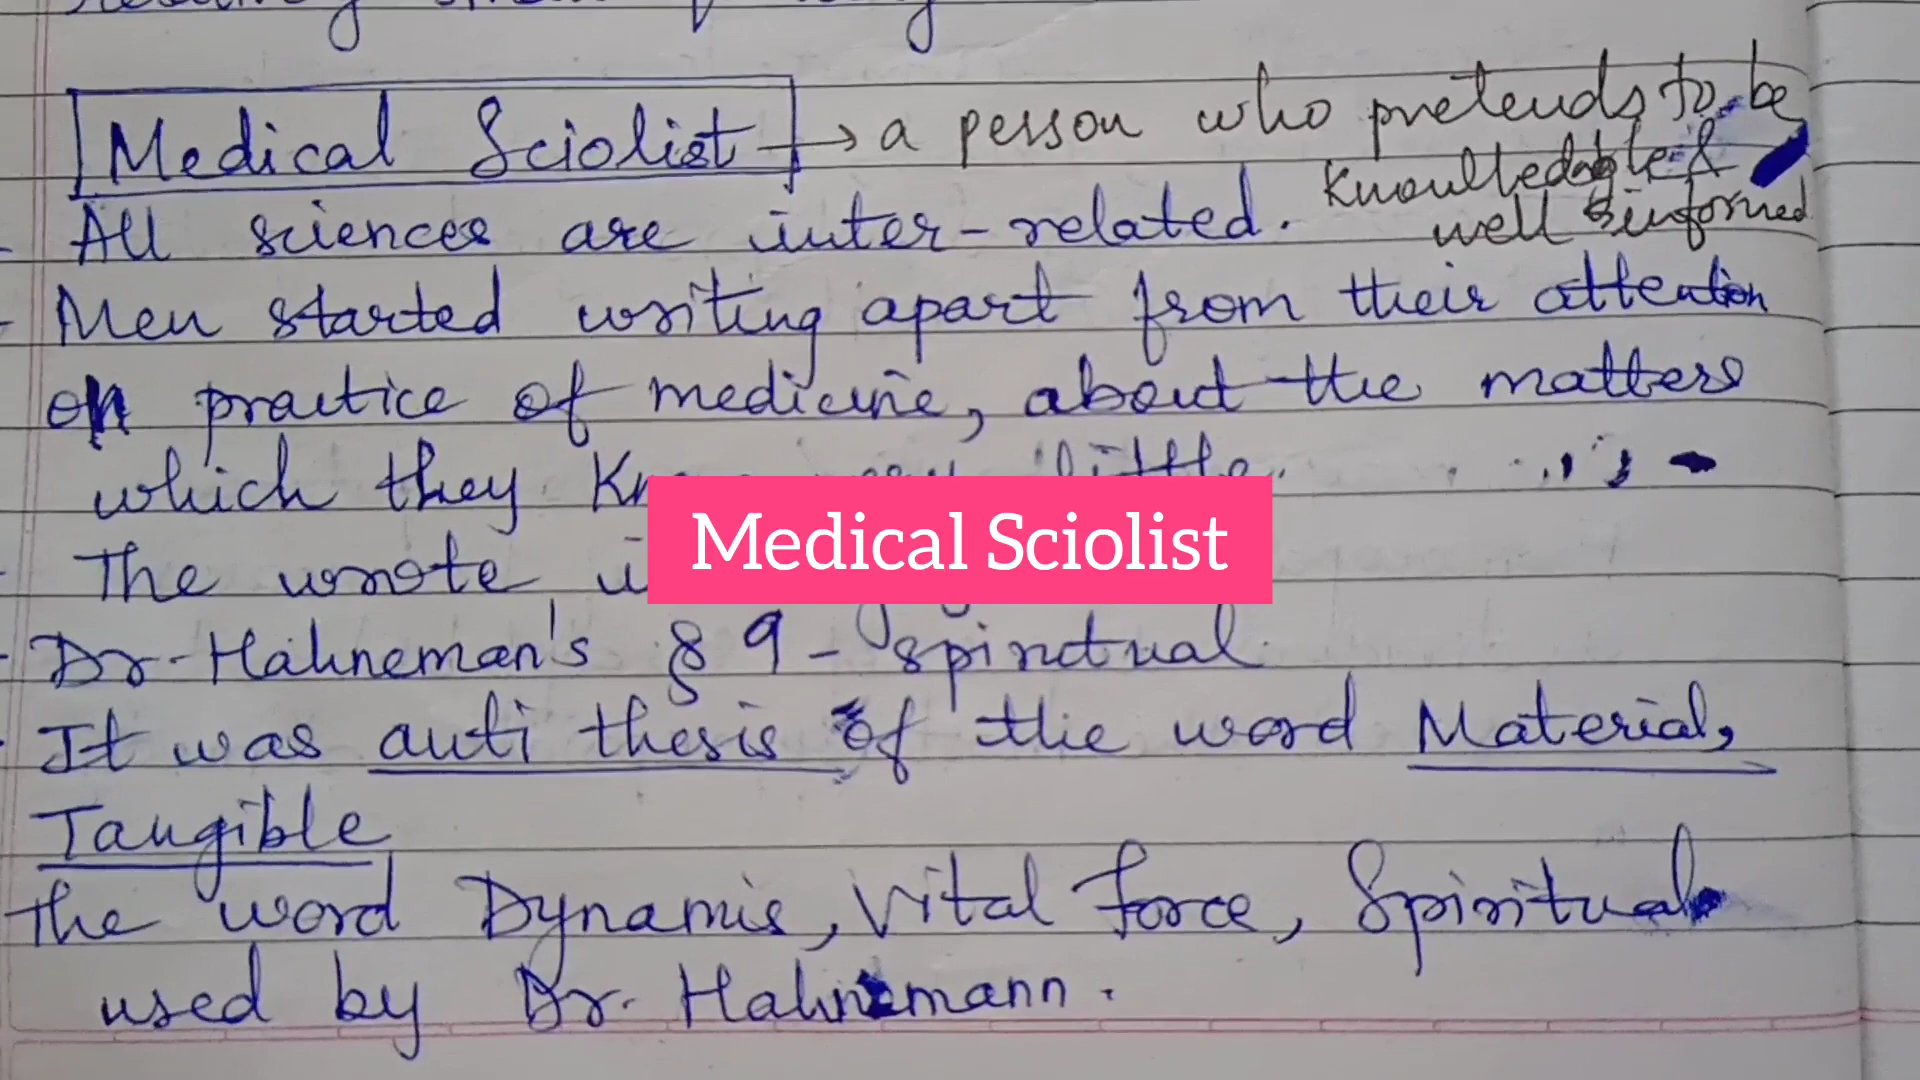 Medical Sciolist → a person who pretends to be
knowledgble & well informed
- All sciences are inter-related.
- Men started writing apart from their attention
on practice of medicine, about the matters
which they little.
Medical Sciolist
- The wrote
- Dr. Hahneman's § 9 - spiritual.
- It was anti thesis of the word Material,
Tangible
The word Dynamis, Vital force, Spiritual
used by Dr. Hahnemann.